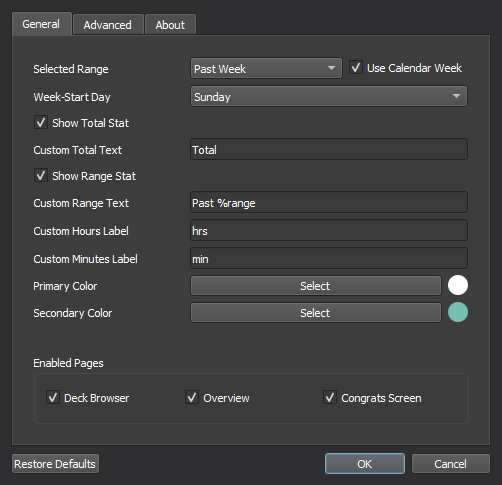 General Advanced About
Selected Range Past Week Use Calendar Week
Week-Start Day Sunday
Show Total Stat
Custom Total Text Total
Show Range Stat
Custom Range Text Past %range
Custom Hours Label hrs
Custom Minutes Label min
Primary Color Select
Secondary Color Select
Enabled Pages
Deck Browser Overview Congrats Screen
Restore Defaults OK Cancel